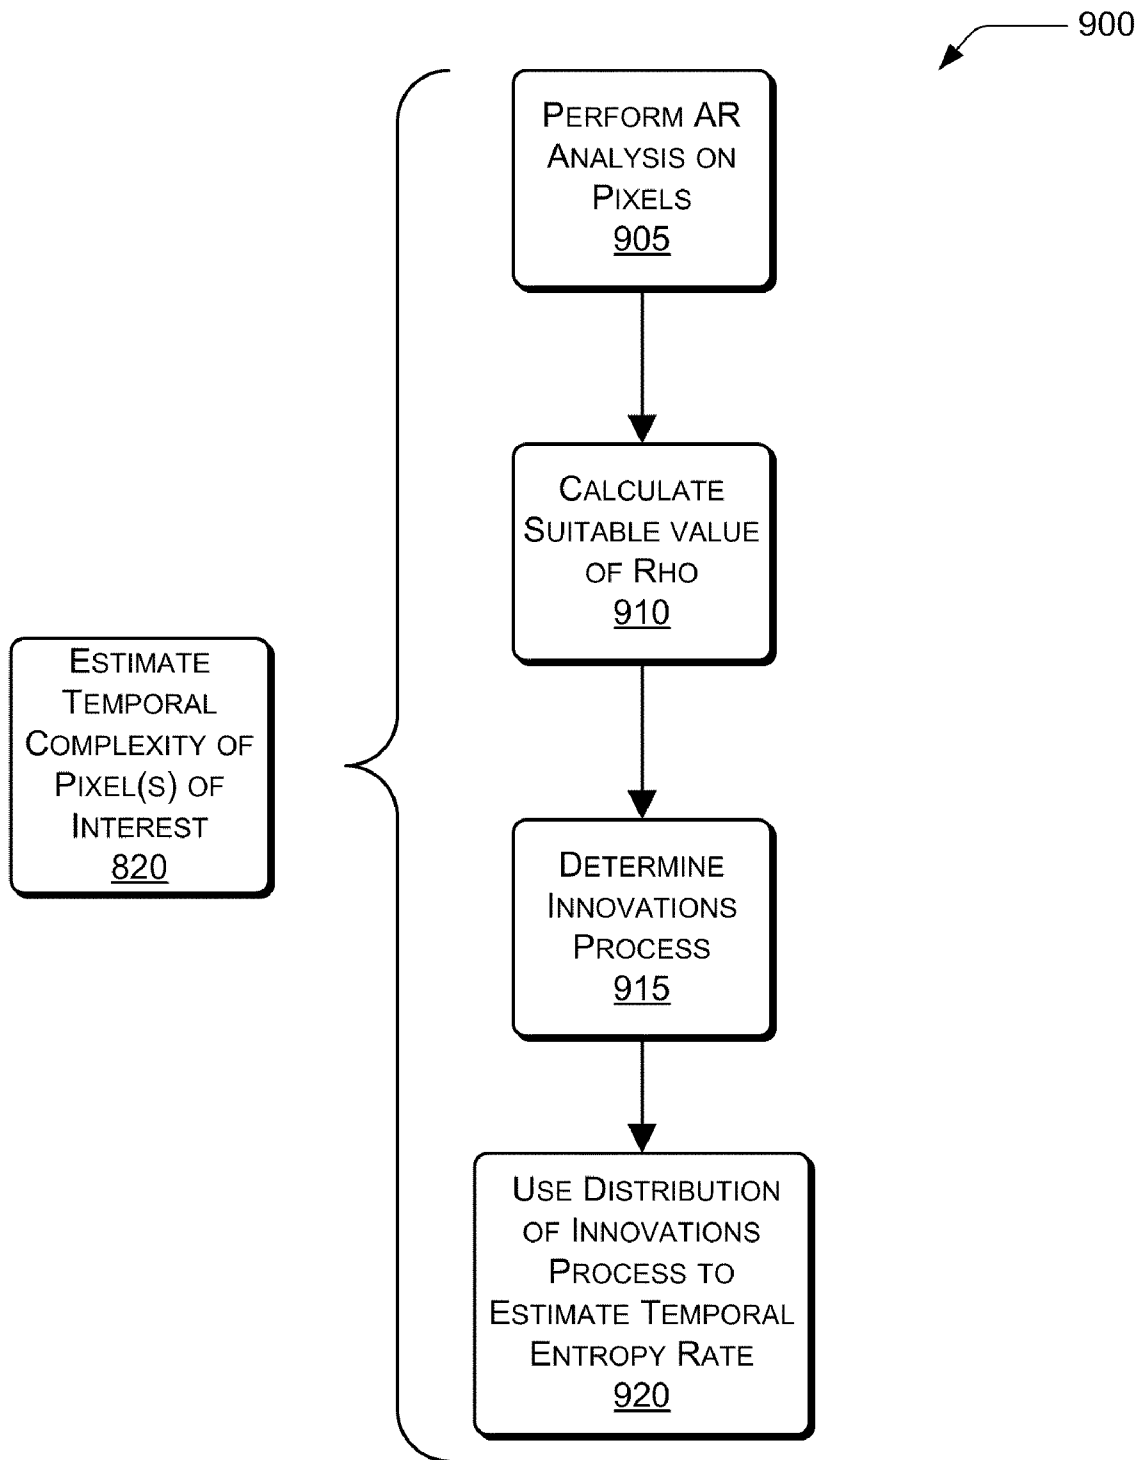 900
PERFORM AR
ANALYSIS ON
PIXELS
905
CALCULATE
SUITABLE VALUE
OF RHO
910
ESTIMATE
TEMPORAL
COMPLEXITY OF
PIXEL(S) OF
INTEREST
820
DETERMINE
INNOVATIONS
PROCESS
915
USE DISTRIBUTION
OF INNOVATIONS
PROCESS TO
ESTIMATE TEMPORAL
ENTROPY RATE
920